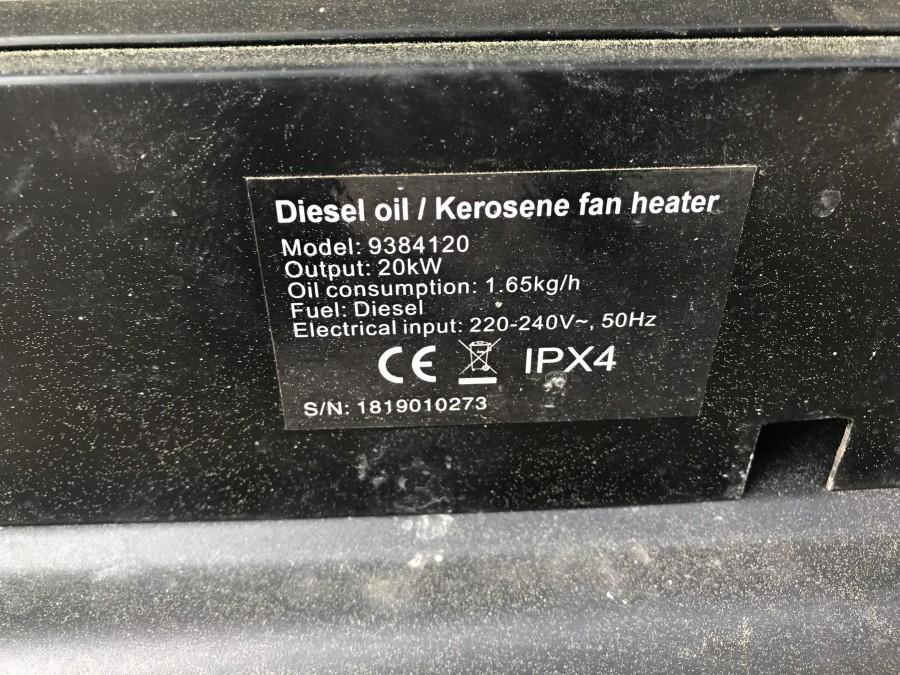 Diesel oil / Kerosene fan heater
Model: 9384120
Output: 20kW
Oil consumption: 1.65kg/h
Fuel: Diesel
Electrical input: 220-240V~, 50Hz
CE IPX4
S/N: 1819010273